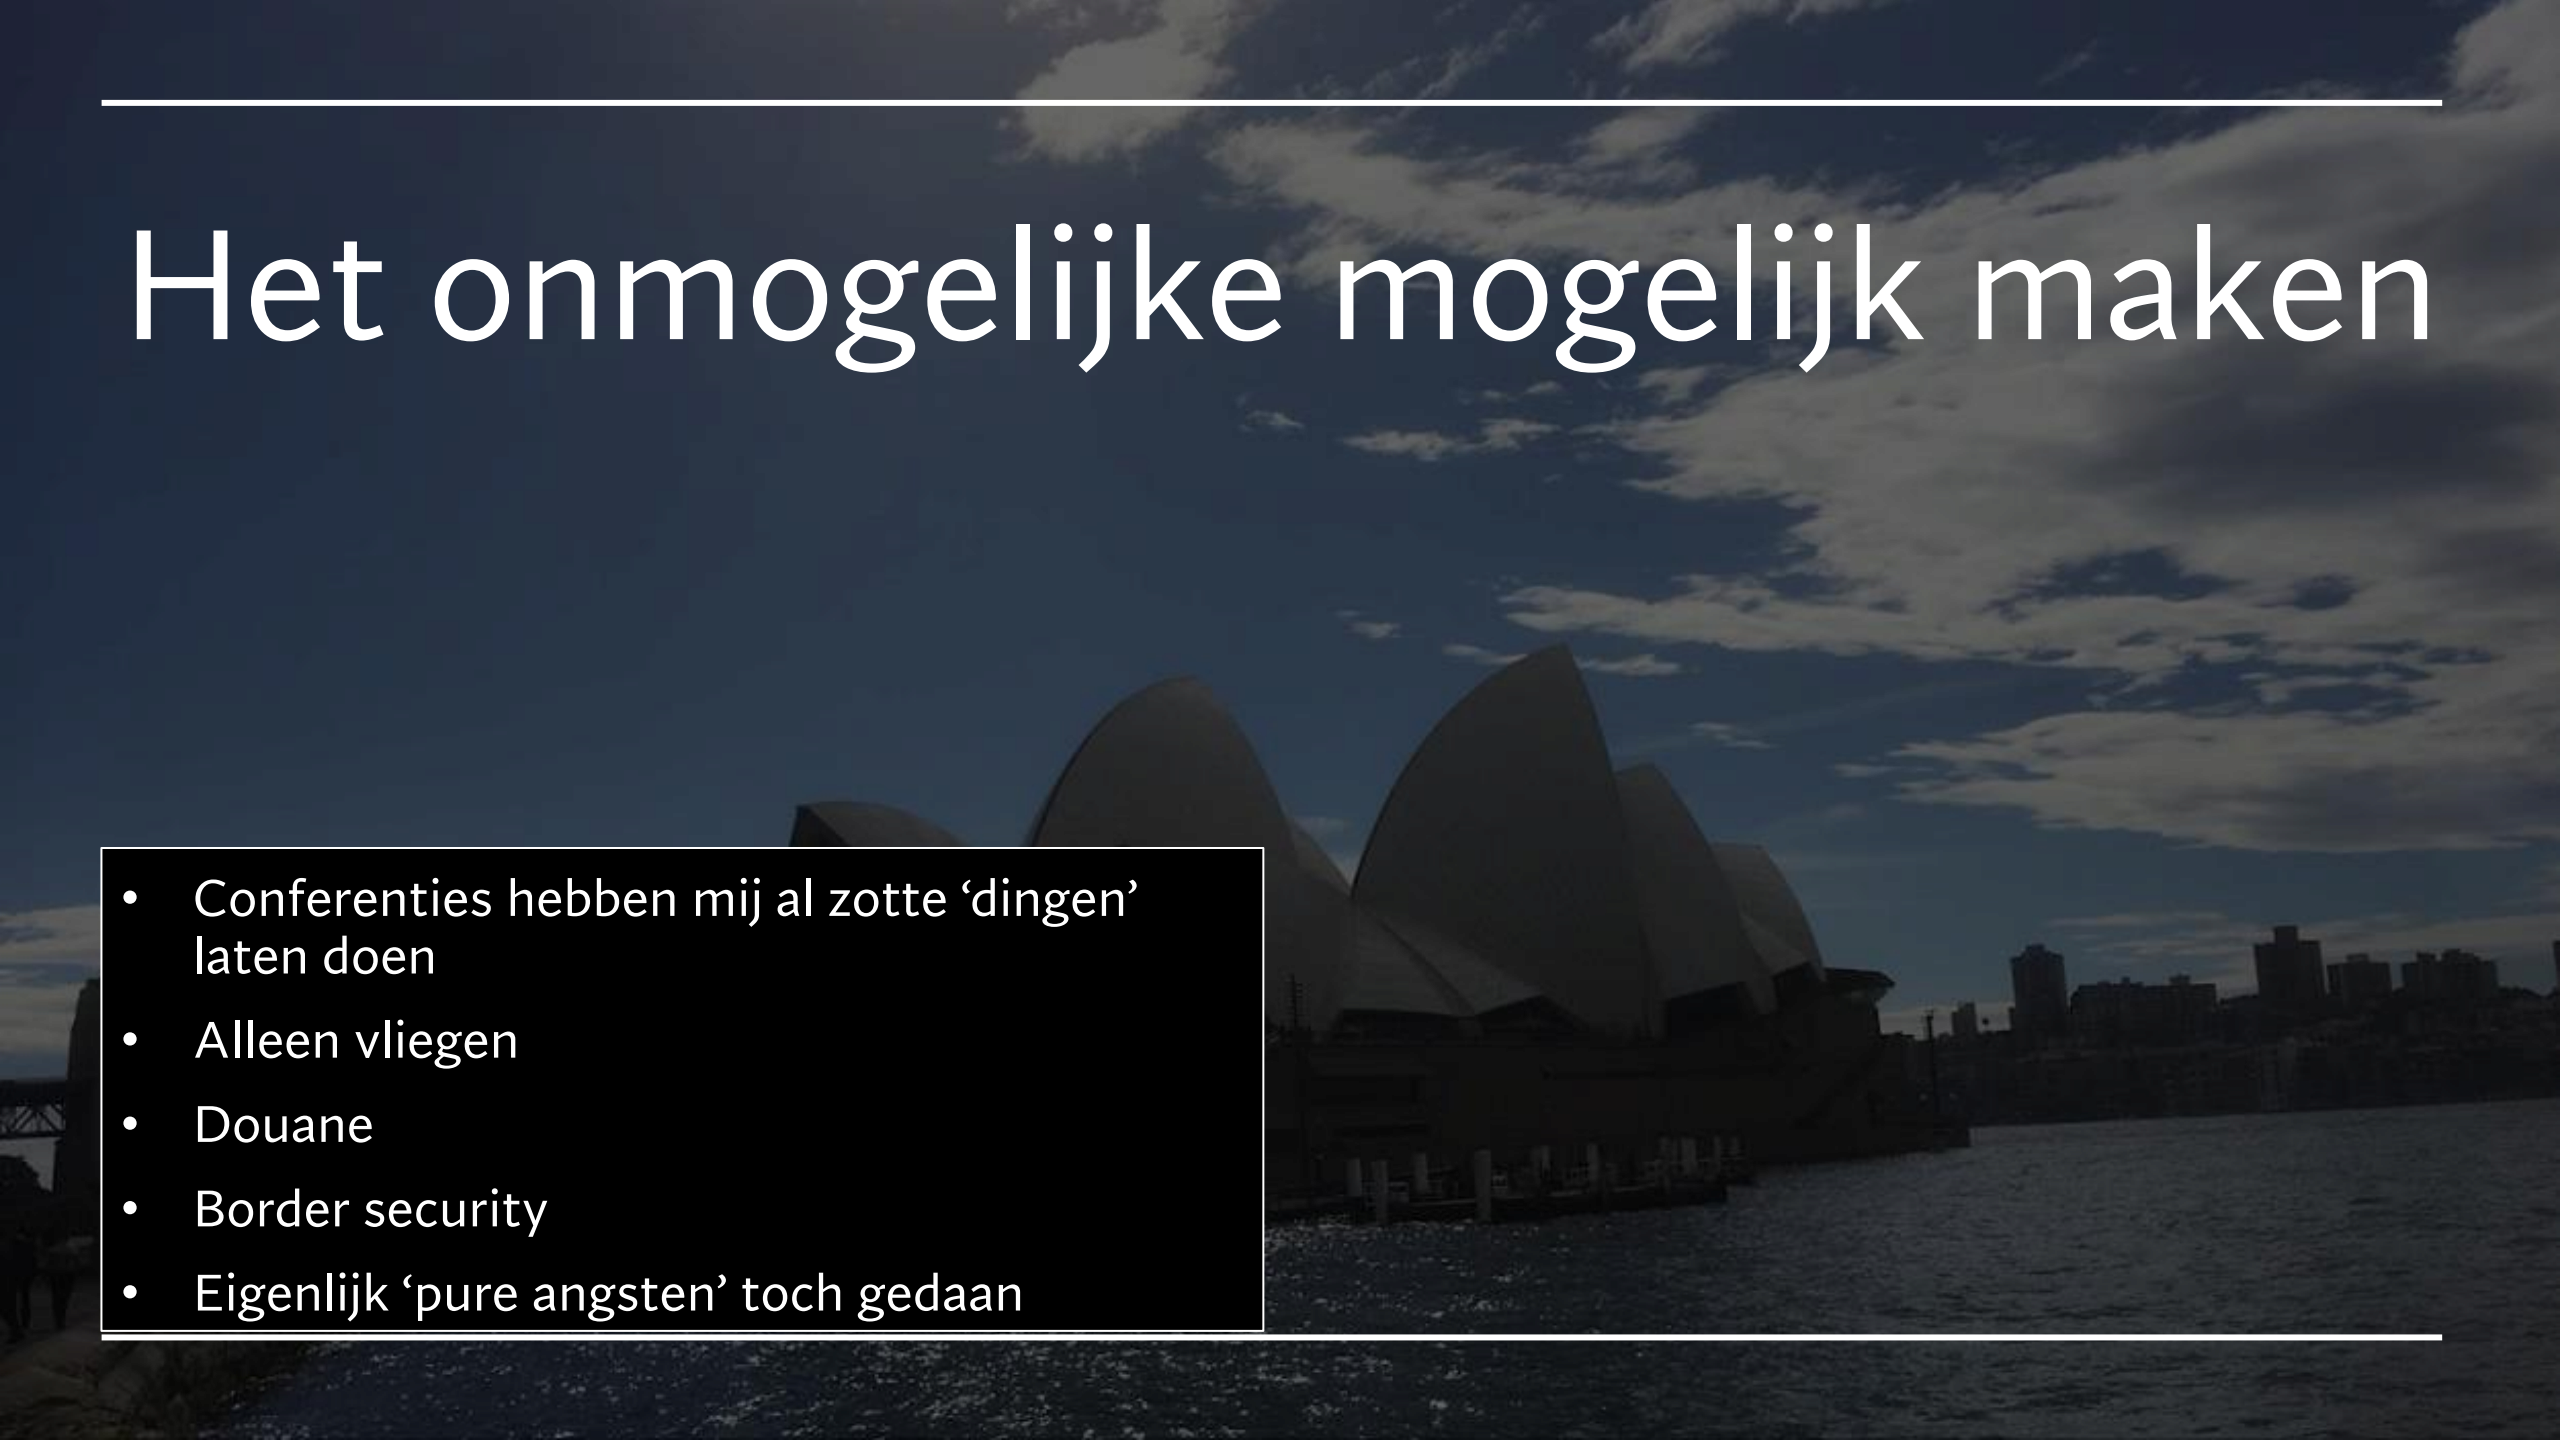 Het onmogelijke mogelijk maken
• Conferenties hebben mij al zotte ‘dingen’
laten doen
• Alleen vliegen
• Douane
• Border security
• Eigenlijk ‘pure angsten’ toch gedaan